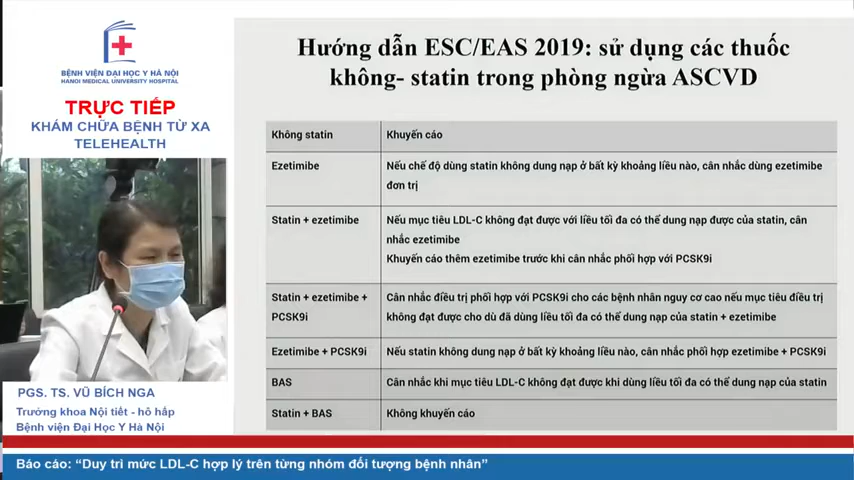 BỆNH VIỆN ĐẠI HỌC Y HÀ NỘI
HANOI MEDICAL UNIVERSITY HOSPITAL
TRỰC TIẾP
KHÁM CHỮA BỆNH TỪ XA
TELEHEALTH
PGS. TS. VŨ BÍCH NGA
Trưởng khoa Nội tiết - hô hấp
Bệnh viện Đại Học Y Hà Nội
Hướng dẫn ESC/EAS 2019: sử dụng các thuốc
không- statin trong phòng ngừa ASCVD
Không statin
Khuyến cáo
Ezetimibe
Nếu chế độ dùng statin không dung nạp ở bất kỳ khoảng liều nào, cân nhắc dùng ezetimibe
đơn trị
Statin + ezetimibe
Nếu mục tiêu LDL-C không đạt được với liều tối đa có thể dung nạp được của statin, cân
nhắc ezetimibe
Khuyến cáo thêm ezetimibe trước khi cân nhắc phối hợp với PCSK9i
Statin + ezetimibe +
PCSK9i
Cân nhắc điều trị phối hợp với PCSK9i cho các bệnh nhân nguy cơ cao nếu mục tiêu điều trị
không đạt được cho dù đã dùng liều tối đa có thể dung nạp của statin + ezetimibe
Ezetimibe + PCSK9i
Nếu statin không dung nạp ở bất kỳ khoảng liều nào, cân nhắc phối hợp ezetimibe + PCSK9i
BAS
Cân nhắc khi mục tiêu LDL-C không đạt được khi dùng liều tối đa có thể dung nạp của statin
Statin + BAS
Không khuyến cáo
Báo cáo: “Duy trì mức LDL-C hợp lý trên từng nhóm đối tượng bệnh nhân”